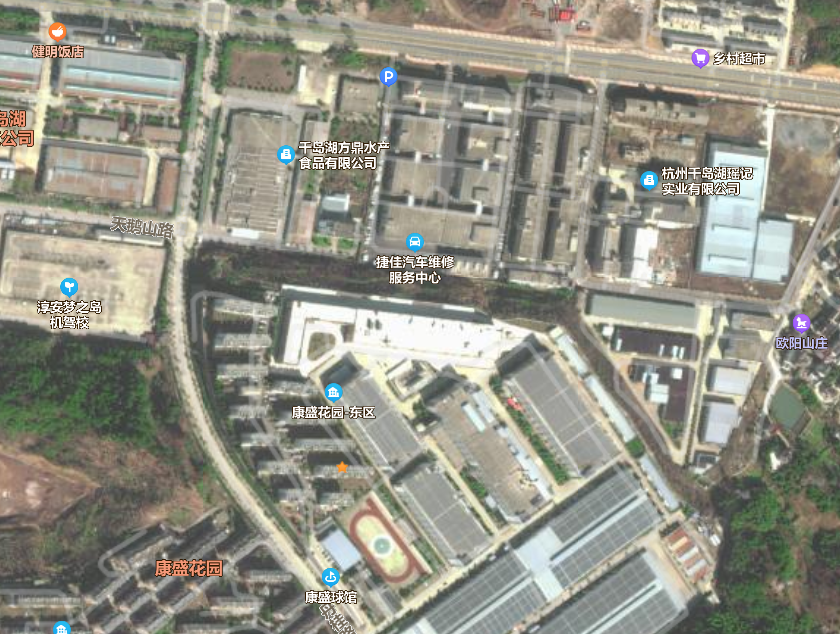 健明饭店
乡村超市
P
岛湖
公司
千岛湖方鼎水产
食品有限公司
杭州千岛湖瑶记
实业有限公司
天鹅山路
捷佳汽车维修
服务中心
淳安梦之岛
机驾校
欧阳山庄
康盛花园-东区
康盛花园
康盛球馆